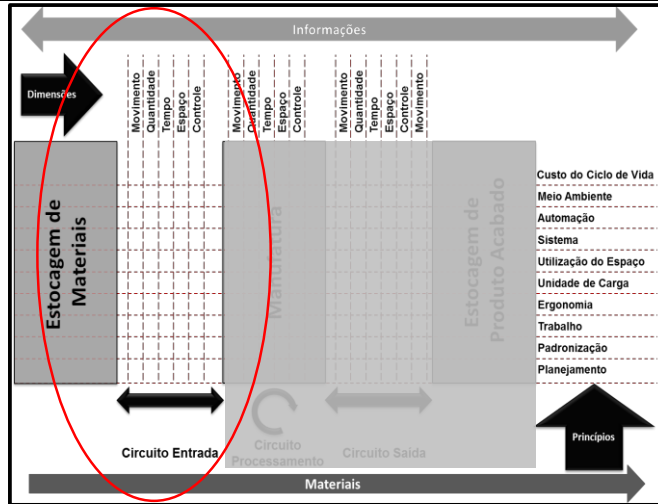 Informações
Dimensões
Movimento
Quantidade
Tempo
Espaço
Controle
Movimento
Quantidade
Tempo
Espaço
Controle
Movimento
Quantidade
Tempo
Espaço
Controle
Movimento
Estocagem de
Materiais
Manufatura
Estocagem de
Produto Acabado
Custo do Ciclo de Vida
Meio Ambiente
Automação
Sistema
Utilização do Espaço
Unidade de Carga
Ergonomia
Trabalho
Padronização
Planejamento
Circuito Entrada
Circuito
Processamento
Circuito Saída
Princípios
Materiais